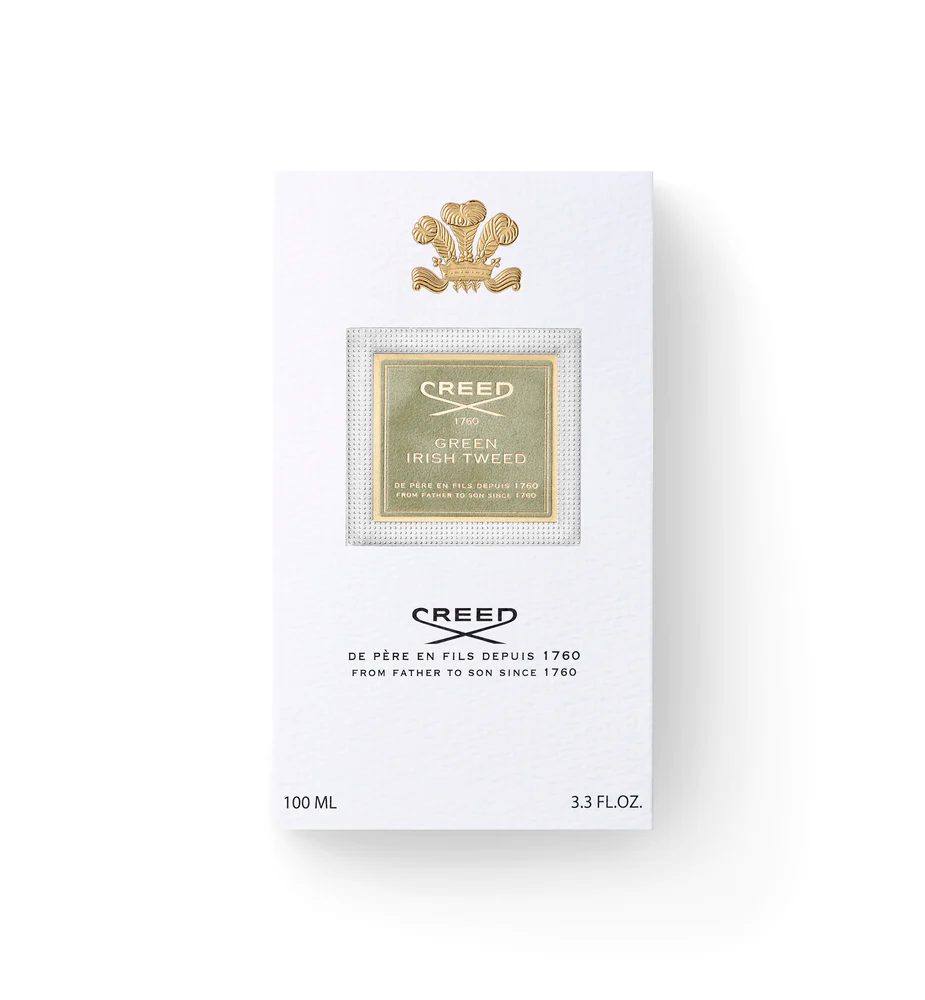 CREED
1760
GREEN
IRISH TWEED
DE PÈRE EN FILS DEPUIS 1760
FROM FATHER TO SON SINCE 1760
CREED
DE PÈRE EN FILS DEPUIS 1760
FROM FATHER TO SON SINCE 1760
100 ML 3.3 FL.OZ.